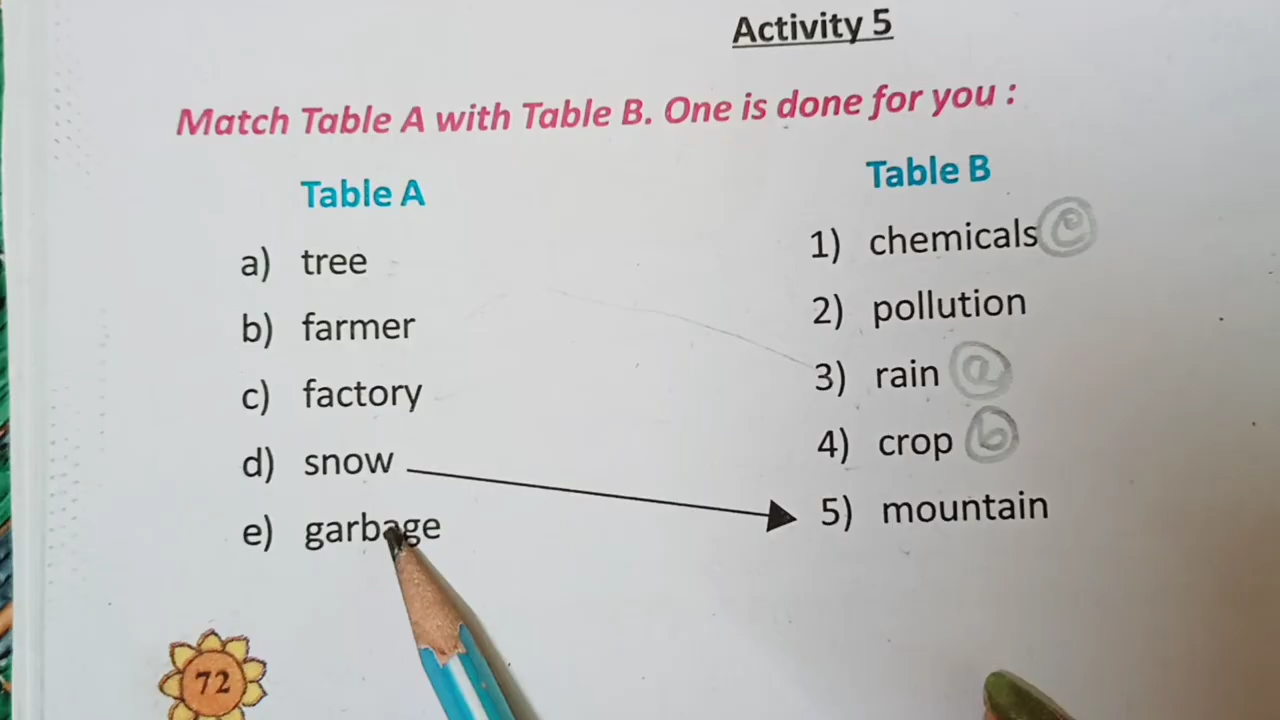 Activity 5
Match Table A with Table B. One is done for you :
Table A Table B
a) tree 1) chemicals c
b) farmer 2) pollution
c) factory 3) rain a
d) snow 4) crop b
e) garbage 5) mountain
72